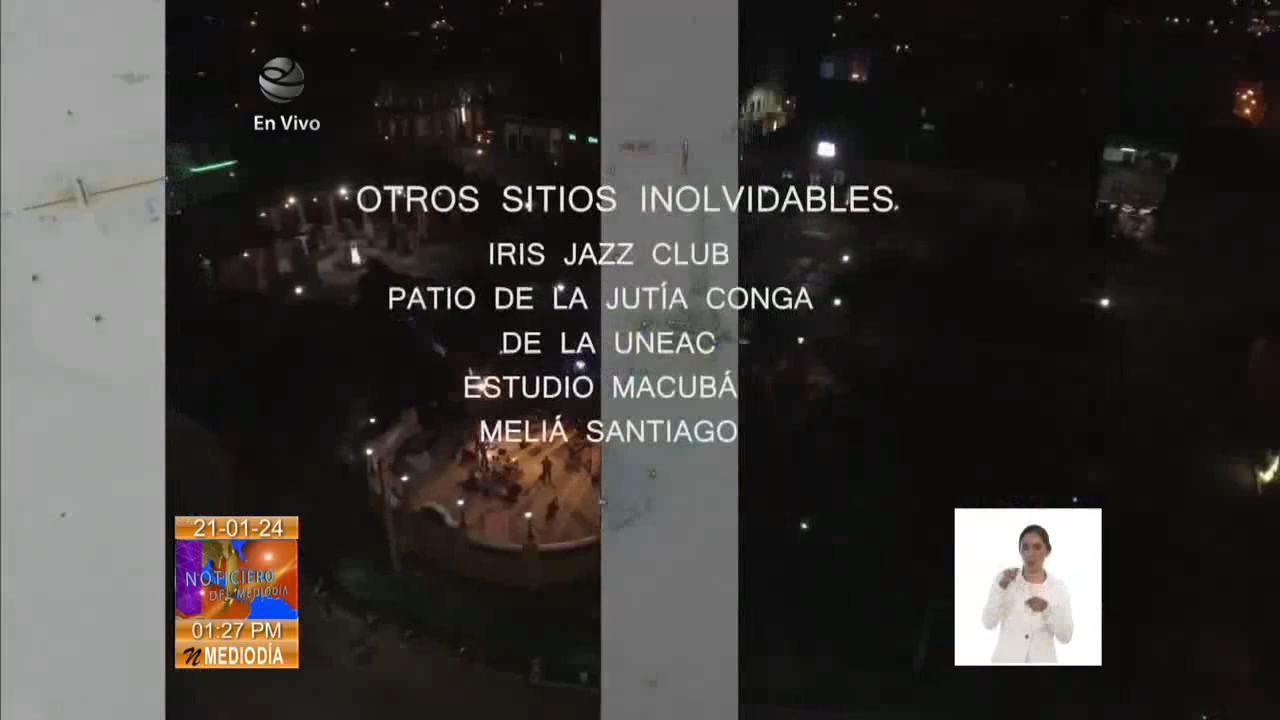 En Vivo
OTROS SITIOS INOLVIDABLES
IRIS JAZZ CLUB
PATIO DE LA JUTÍA CONGA
DE LA UNEAC
ESTUDIO MACUBÁ
MELIÁ SANTIAGO
21-01-24
NOTICIERO
DEL MEDIODÍA
01:27 PM
n MEDIODÍA